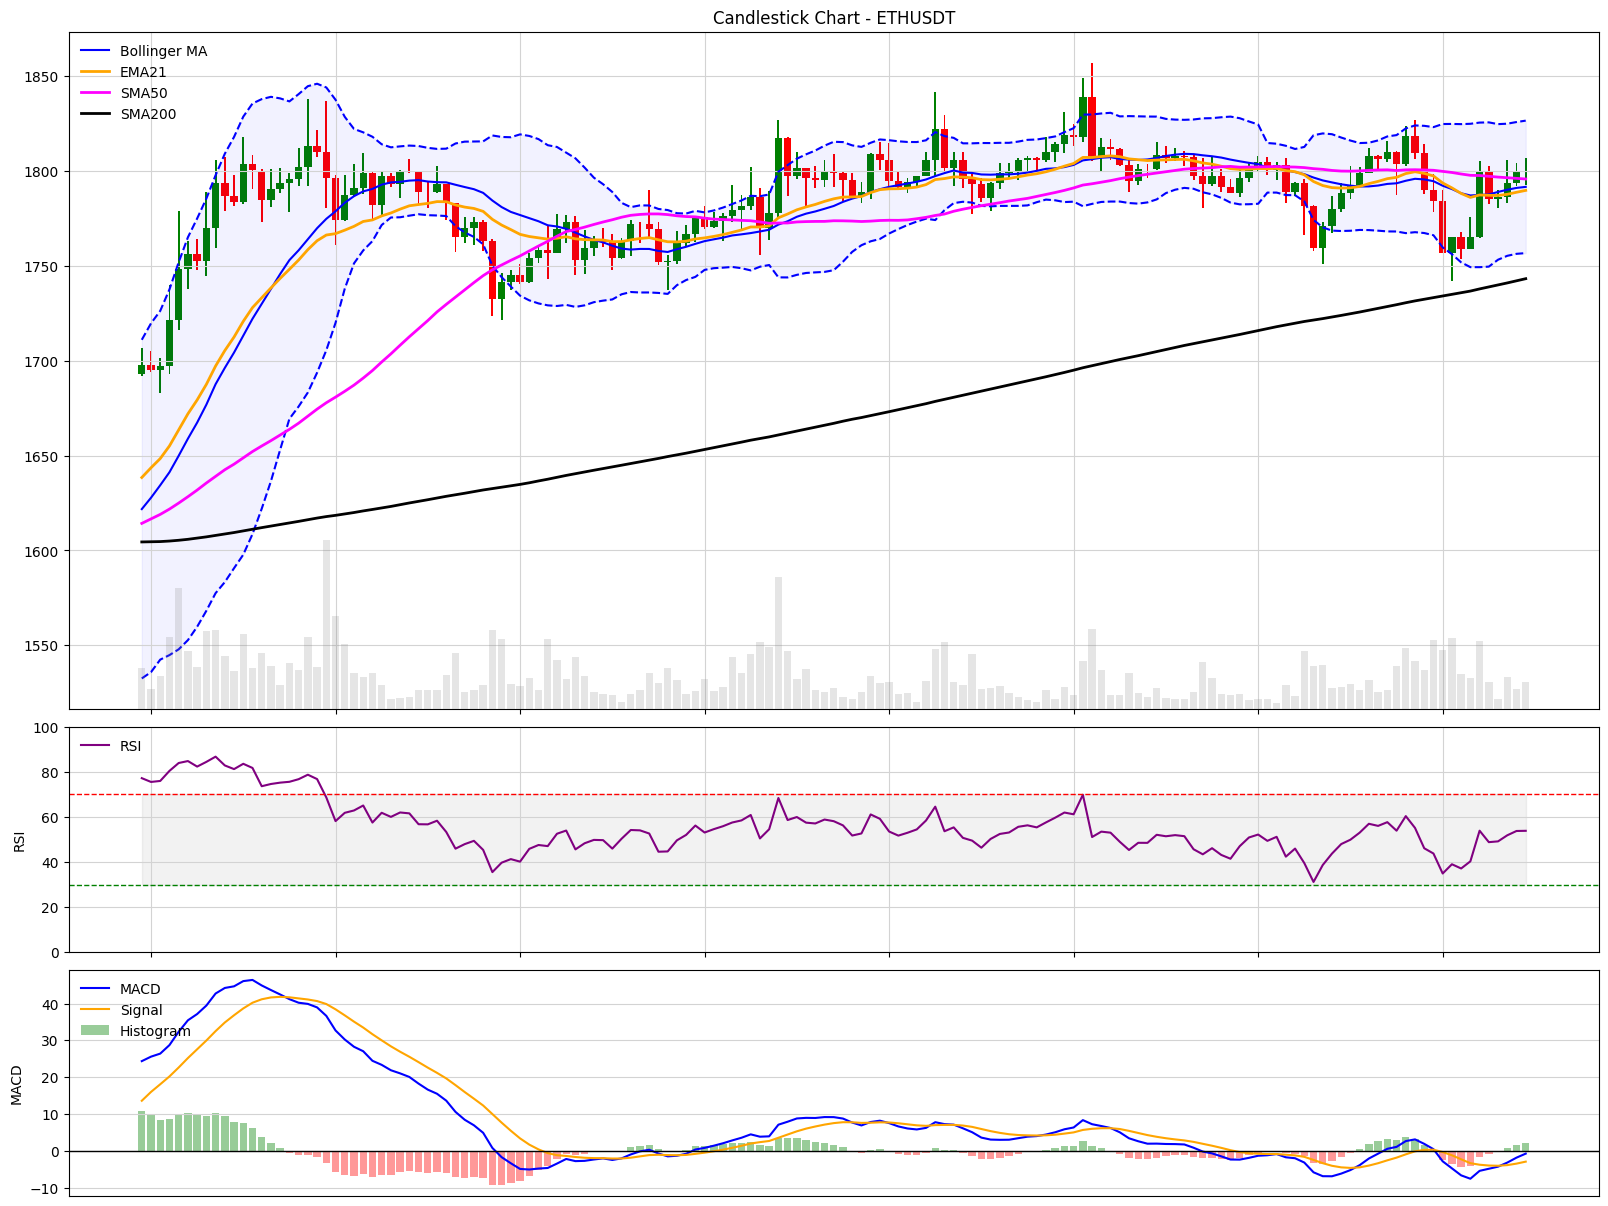 Candlestick Chart - ETHUSDT
Bollinger MA
EMA21
SMA50
SMA200
1850
1800
1750
1700
1650
1600
1550
RSI
RSI
100
80
60
40
20
0
MACD
Signal
Histogram
MACD
40
30
20
10
0
−10